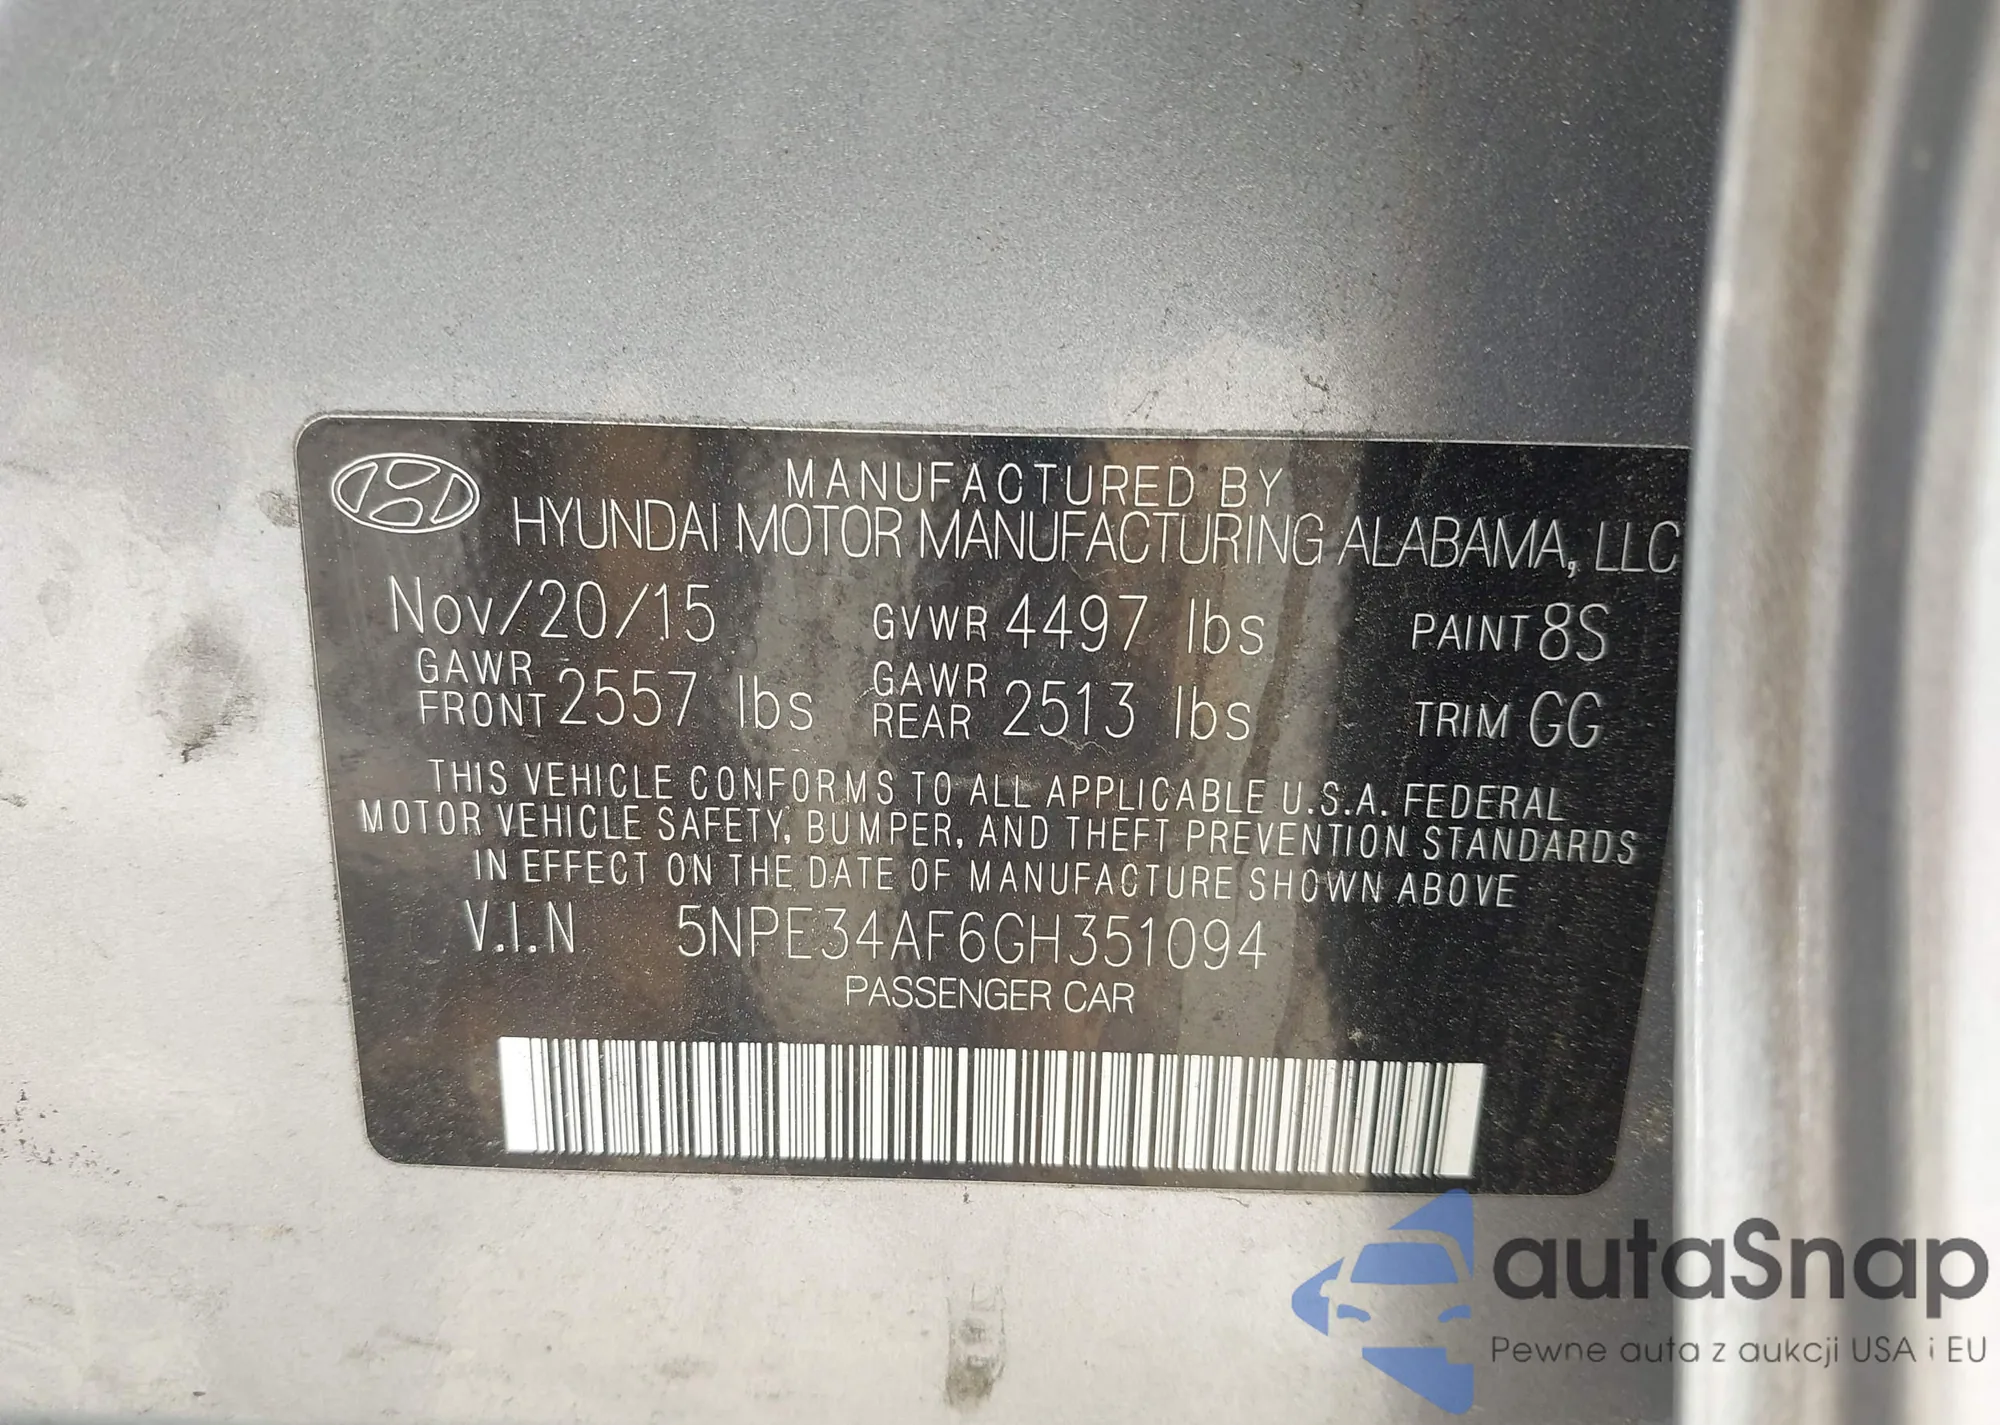 MANUFACTURED BY
HYUNDAI MOTOR MANUFACTURING ALABAMA, LLC
Nov/20/15 GVWR 4497 lbs PAINT 8S
GAWR FRONT 2557 lbs GAWR REAR 2513 lbs TRIM GG
THIS VEHICLE CONFORMS TO ALL APPLICABLE U.S.A. FEDERAL
MOTOR VEHICLE SAFETY, BUMPER, AND THEFT PREVENTION STANDARDS
IN EFFECT ON THE DATE OF MANUFACTURE SHOWN ABOVE
V.I.N 5NPE34AF6GH351094
PASSENGER CAR
autaSnap
Pewne auta z aukcji USA i EU